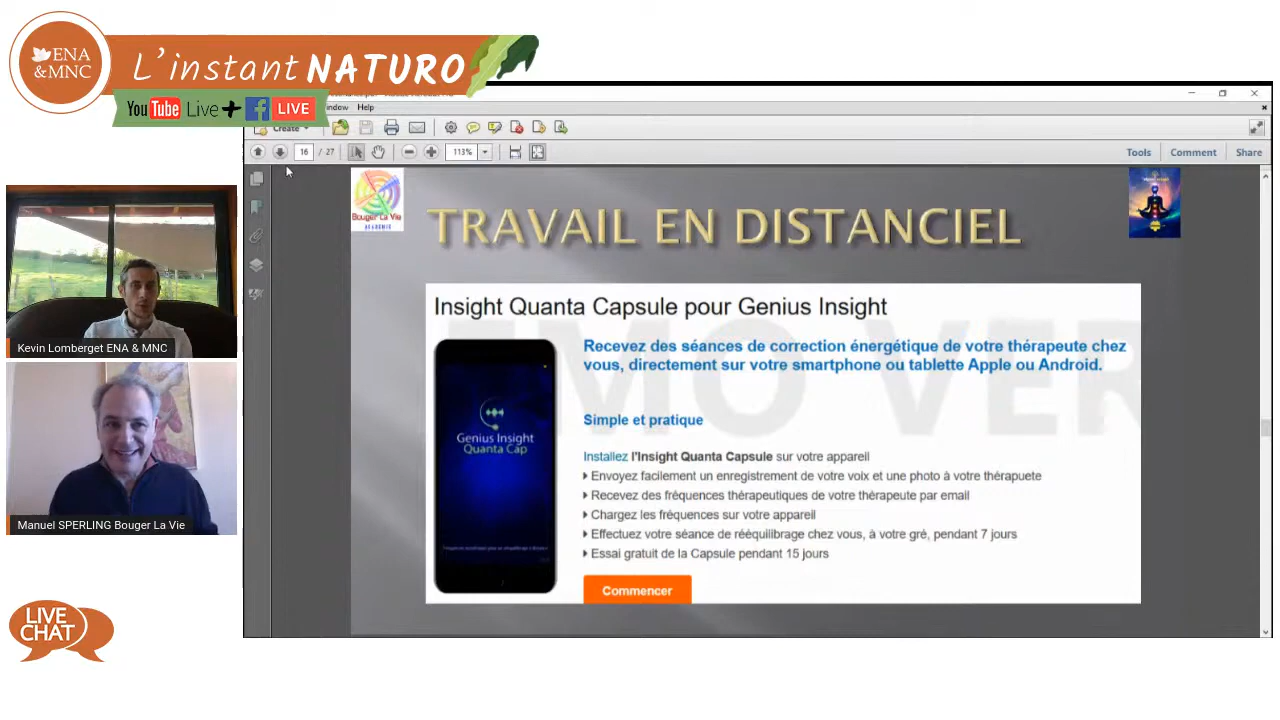 ENA
&MNC
L'instant NATURO
YouTube Live + f LIVE
indow Help
Create
16 / 27
113%
Tools Comment Share
Bouger La Vie
TRAVAIL EN DISTANCIEL
Insight Quanta Capsule pour Genius Insight
DEMO VER
Recevez des séances de correction énergétique de votre thérapeute chez
vous, directement sur votre smartphone ou tablette Apple ou Android.
Simple et pratique
Genius Insight
Quanta Cap
Installez l'Insight Quanta Capsule sur votre appareil
Envoyez facilement un enregistrement de votre voix et une photo à votre thérapuete
Recevez des fréquences thérapeutiques de votre thérapeute par email
Chargez les fréquences sur votre appareil
Effectuez votre séance de rééquilibrage chez vous, à votre gré, pendant 7 jours
Essai gratuit de la Capsule pendant 15 jours
Commencer
Kevin Lomberget ENA & MNC
Manuel SPERLING Bouger La Vie
LIVE
CHAT